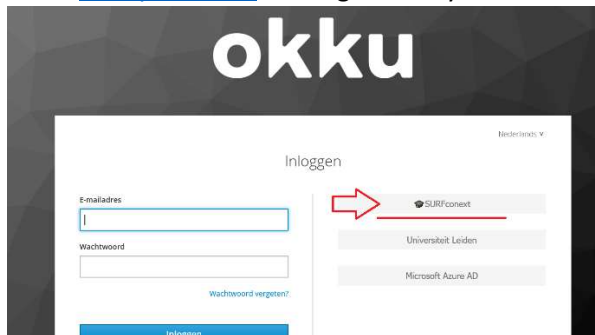 okku
Nederlands ∨
Inloggen
E-mailadres
Wachtwoord
Wachtwoord vergeten?
Inloggen
SURFconext
Universiteit Leiden
Microsoft Azure AD